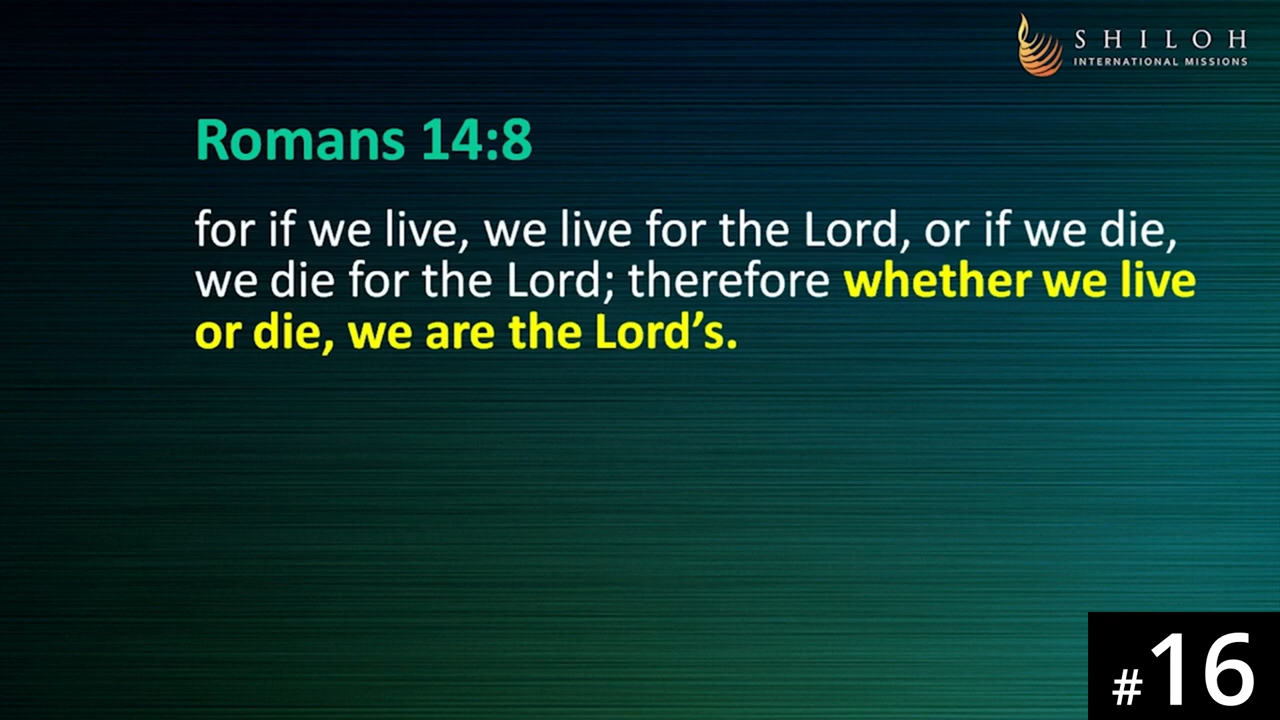 SHILOH
INTERNATIONAL MISSIONS
Romans 14:8
for if we live, we live for the Lord, or if we die,
we die for the Lord; therefore whether we live
or die, we are the Lord’s.
#16